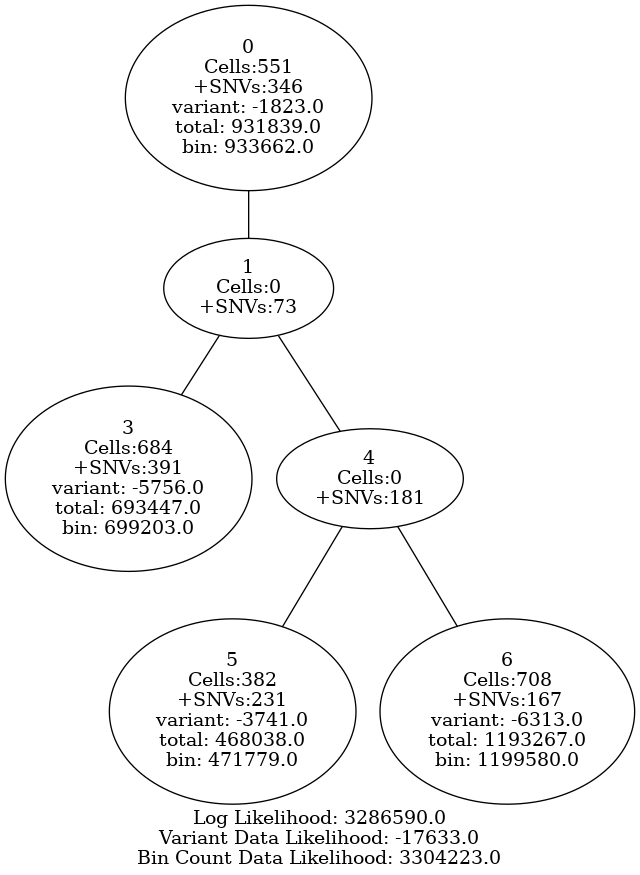 0
Cells:551
+SNVs:346
variant: -1823.0
total: 931839.0
bin: 933662.0
1
Cells:0
+SNVs:73
3
Cells:684
+SNVs:391
variant: -5756.0
total: 693447.0
bin: 699203.0
4
Cells:0
+SNVs:181
5
Cells:382
+SNVs:231
variant: -3741.0
total: 468038.0
bin: 471779.0
6
Cells:708
+SNVs:167
variant: -6313.0
total: 1193267.0
bin: 1199580.0
Log Likelihood: 3286590.0
Variant Data Likelihood: -17633.0
Bin Count Data Likelihood: 3304223.0